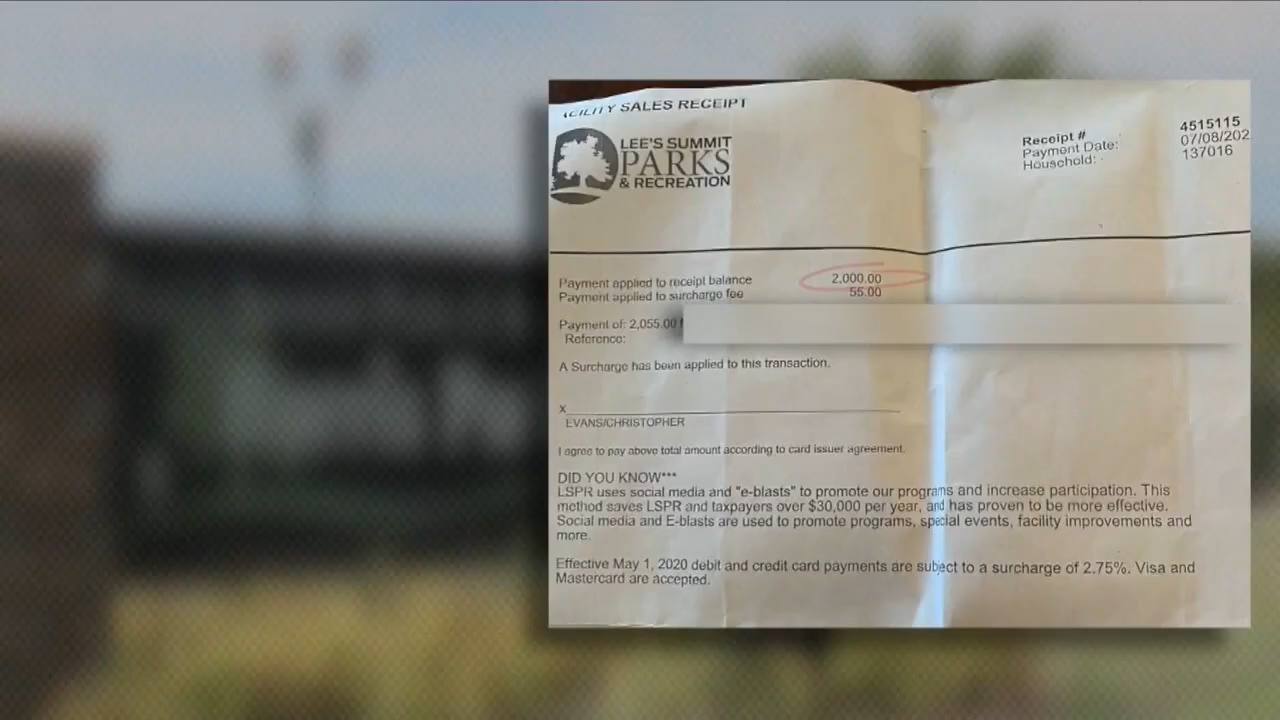 FACILITY SALES RECEIPT
LEE'S SUMMIT
PARKS
& RECREATION
Receipt # 4515115
Payment Date: 07/08/202
Household: 137016
Payment applied to receipt balance 2,000.00
Payment applied to surcharge fee 55.00
Payment of: 2,055.00
Reference:
A Surcharge has been applied to this transaction.
X
EVANS/CHRISTOPHER
I agree to pay above total amount according to card issuer agreement.
DID YOU KNOW***
LSPR uses social media and "e-blasts" to promote our programs and increase participation. This
method saves LSPR and taxpayers over $30,000 per year, and has proven to be more effective.
Social media and E-blasts are used to promote programs, special events, facility improvements and
more.
Effective May 1, 2020 debit and credit card payments are subject to a surcharge of 2.75%. Visa and
Mastercard are accepted.